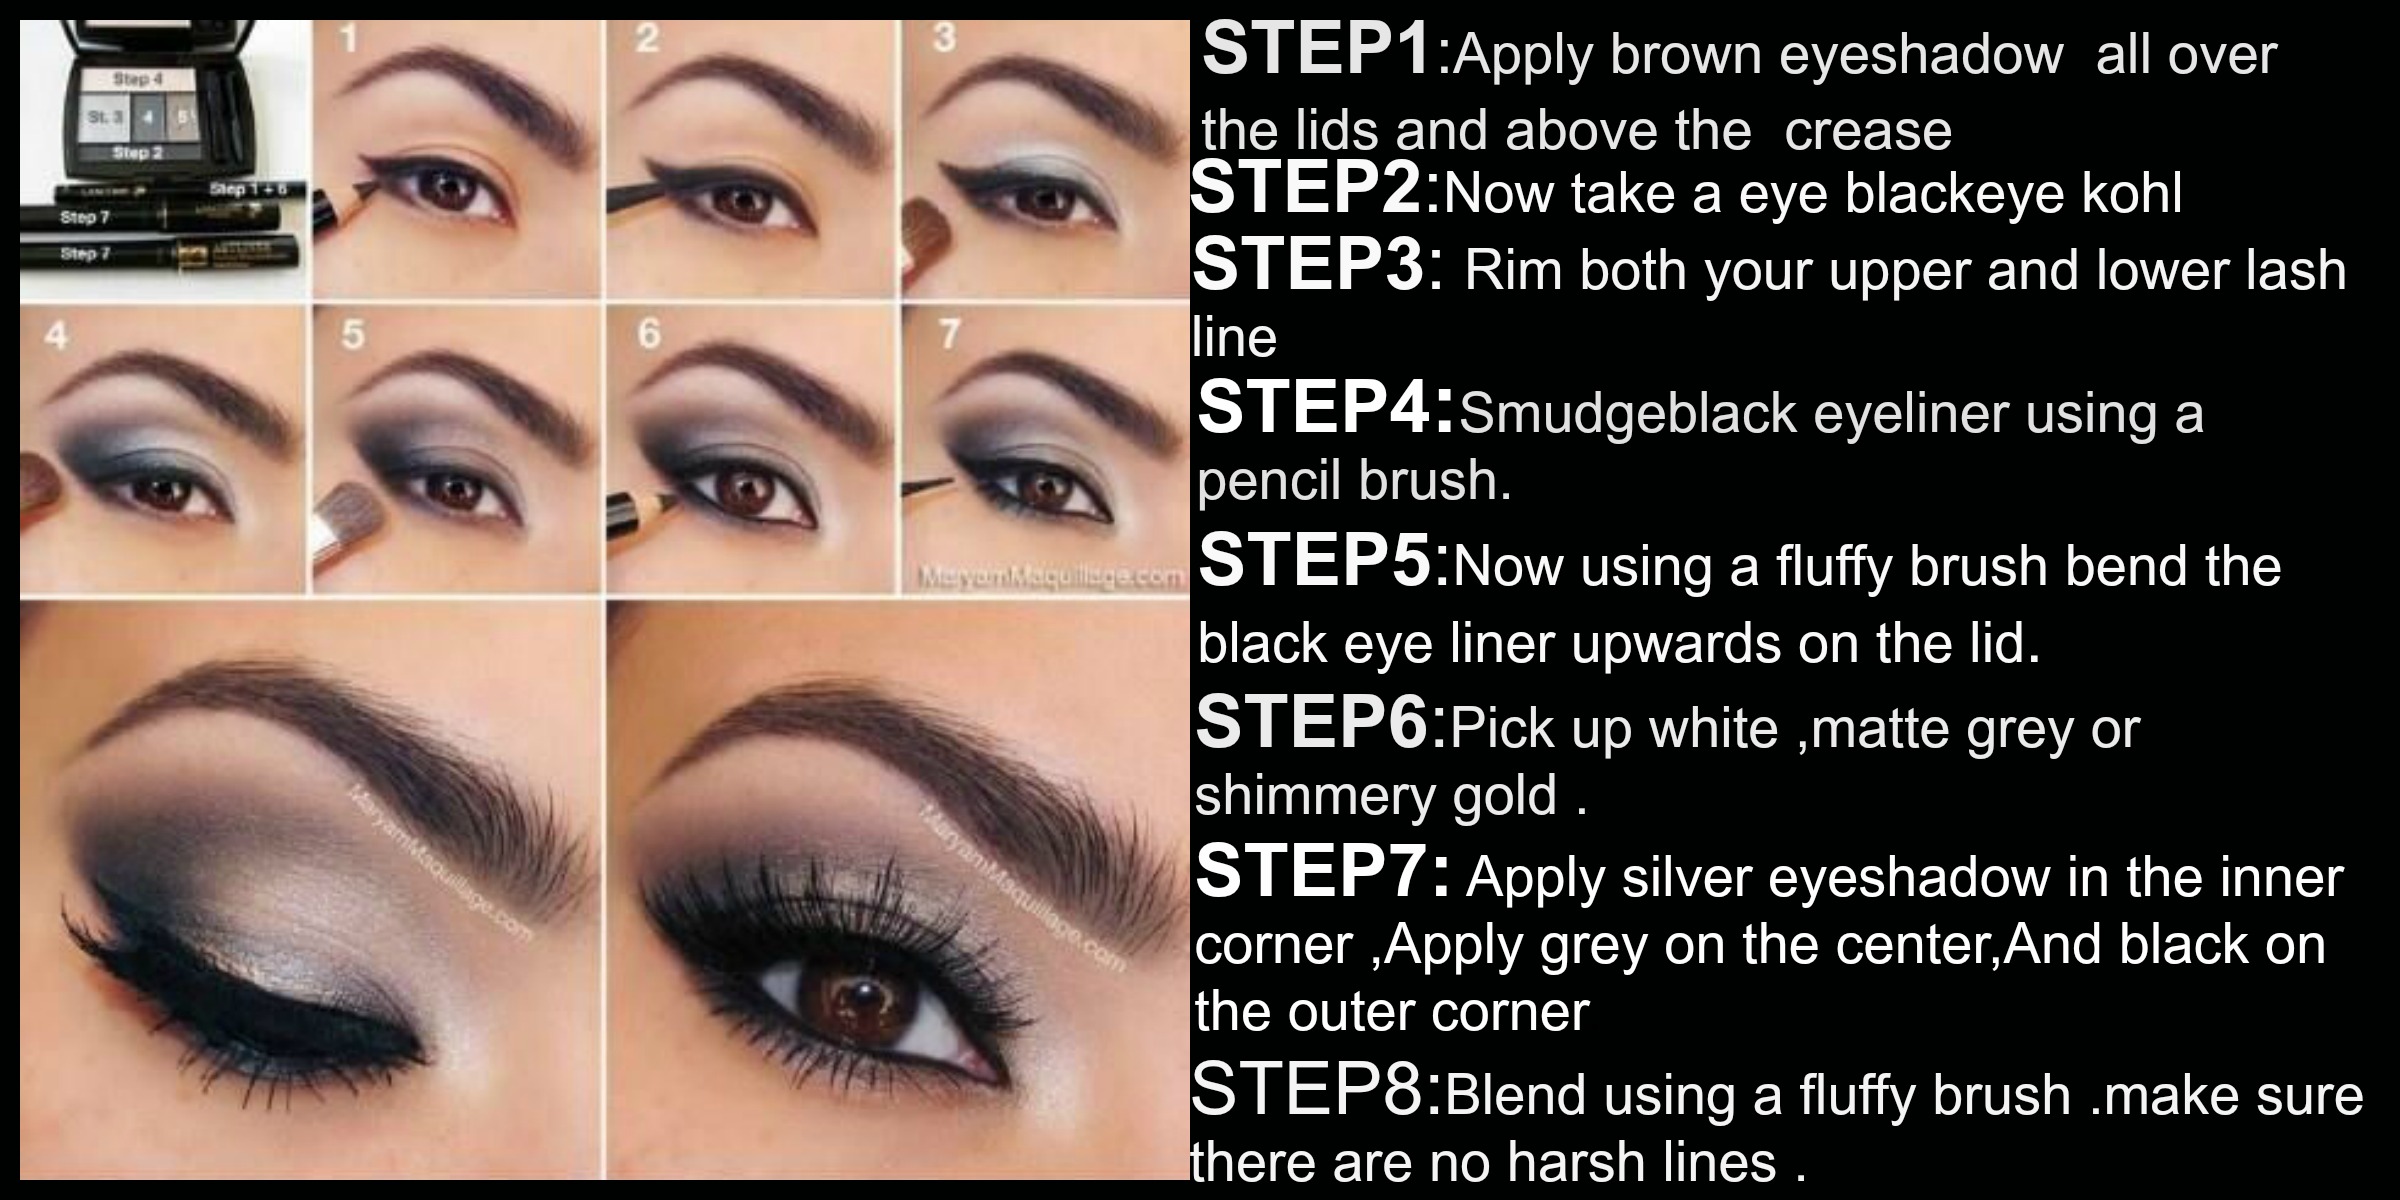 Step 4
St. 3
4
5
Step 2
Step 1 + 6
Step 7
Step 7
1
2
3
4
5
6
7
MaryamMaquillage.com
MaryamMaquillage.com
MaryamMaquillage.com
STEP1:Apply brown eyeshadow all over
the lids and above the crease
STEP2:Now take a eye blackeye kohl
STEP3: Rim both your upper and lower lash
line
STEP4:Smudgeblack eyeliner using a
pencil brush.
STEP5:Now using a fluffy brush bend the
black eye liner upwards on the lid.
STEP6:Pick up white ,matte grey or
shimmery gold .
STEP7: Apply silver eyeshadow in the inner
corner ,Apply grey on the center,And black on
the outer corner
STEP8:Blend using a fluffy brush .make sure
there are no harsh lines .